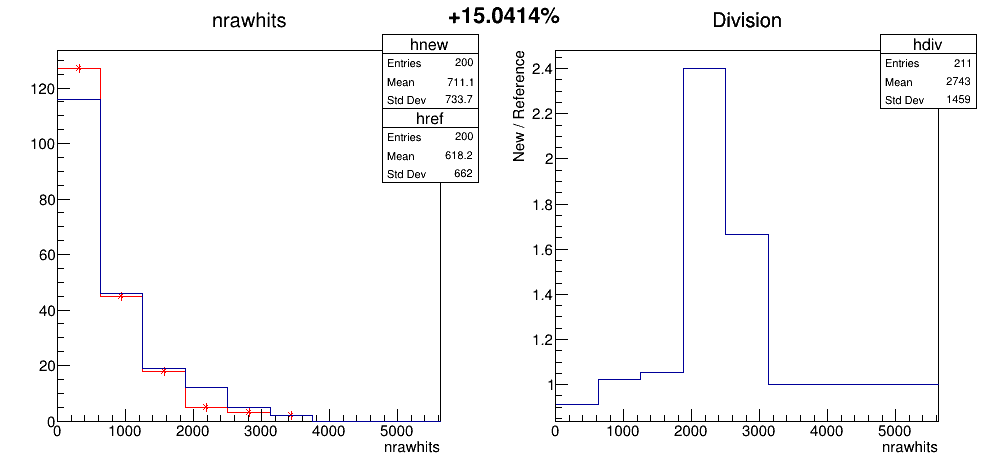 +15.0414%
nrawhits
hnew
Entries 200
Mean 711.1
Std Dev 733.7
href
Entries 200
Mean 618.2
Std Dev 662
120
100
80
60
40
20
0
0 1000 2000 3000 4000 5000
nrawhits
Division
hdiv
Entries 211
Mean 2743
Std Dev 1459
New / Reference
2.4
2.2
2
1.8
1.6
1.4
1.2
1
0 1000 2000 3000 4000 5000
nrawhits